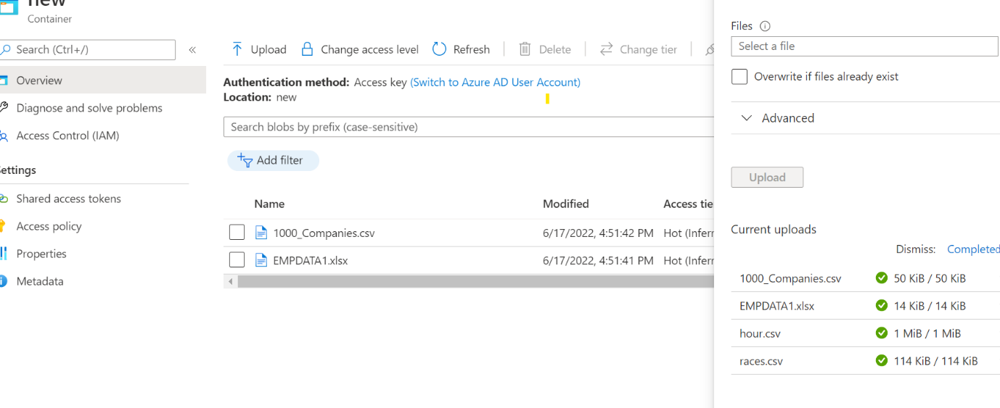 new
Container
Search (Ctrl+/)
«
Overview
Diagnose and solve problems
Access Control (IAM)
Settings
Shared access tokens
Access policy
Properties
Metadata
Upload
Change access level
Refresh
Delete
Change tier
Authentication method: Access key (Switch to Azure AD User Account)
Location: new
Search blobs by prefix (case-sensitive)
Add filter
Name Modified Access tie
1000_Companies.csv 6/17/2022, 4:51:42 PM Hot (Inferr
EMPDATA1.xlsx 6/17/2022, 4:51:41 PM Hot (Inferr
Files
Select a file
Overwrite if files already exist
Advanced
Upload
Current uploads
Dismiss: Completed
1000_Companies.csv 50 KiB / 50 KiB
EMPDATA1.xlsx 14 KiB / 14 KiB
hour.csv 1 MiB / 1 MiB
races.csv 114 KiB / 114 KiB